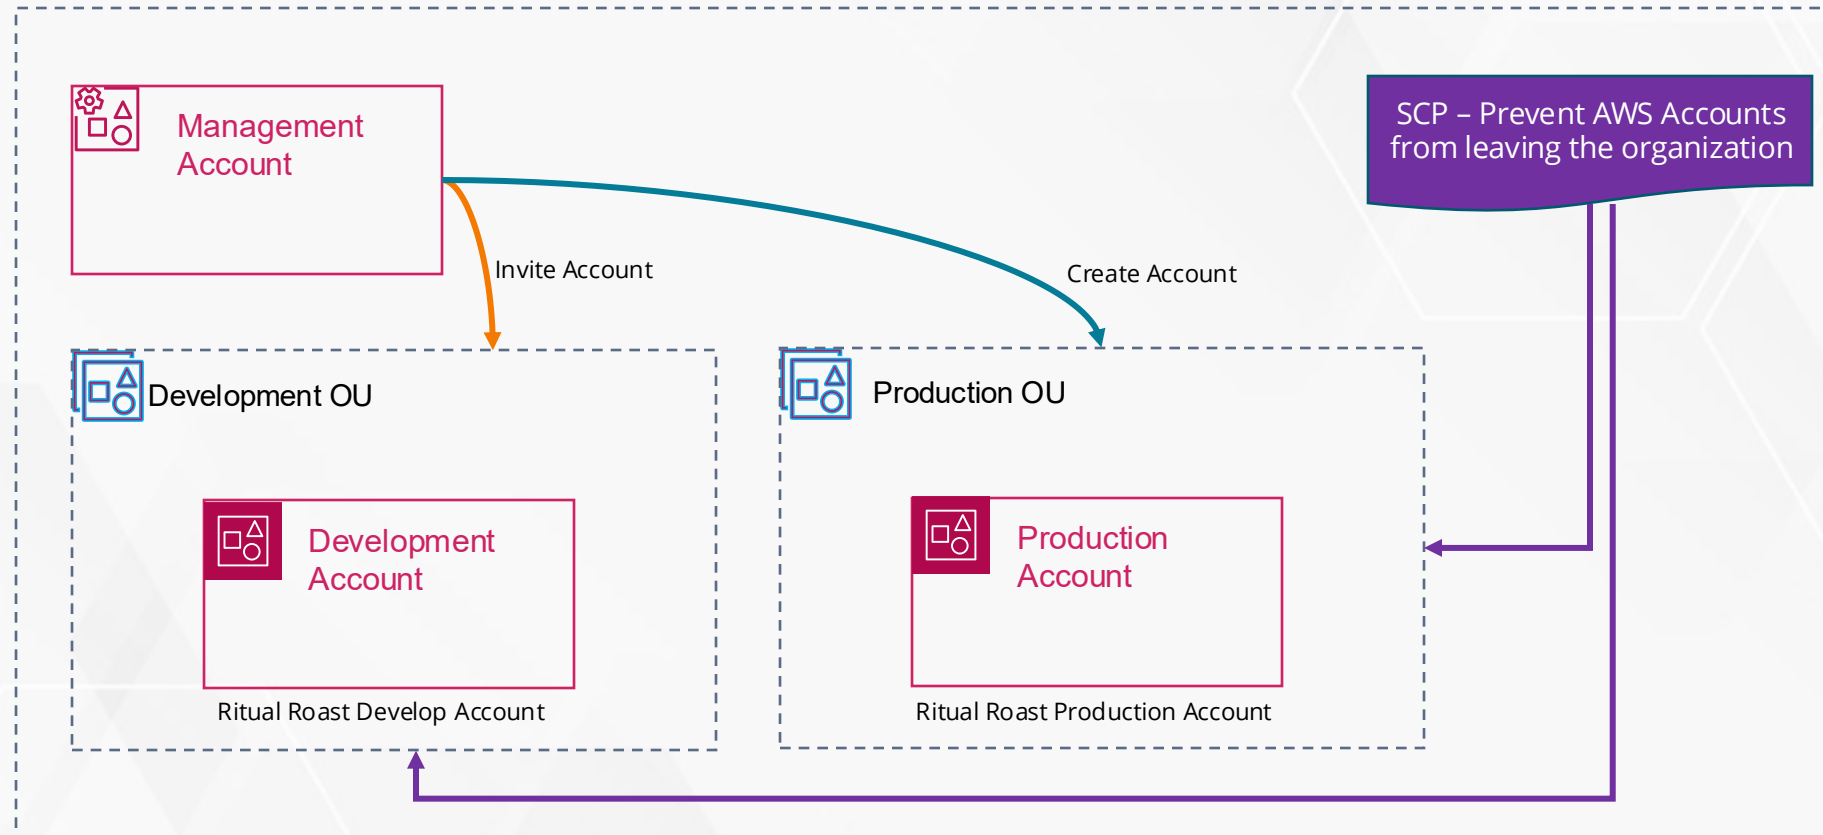 Management
Account
SCP – Prevent AWS Accounts
from leaving the organization
Invite Account
Create Account
Development OU
Production OU
Development
Account
Production
Account
Ritual Roast Develop Account
Ritual Roast Production Account